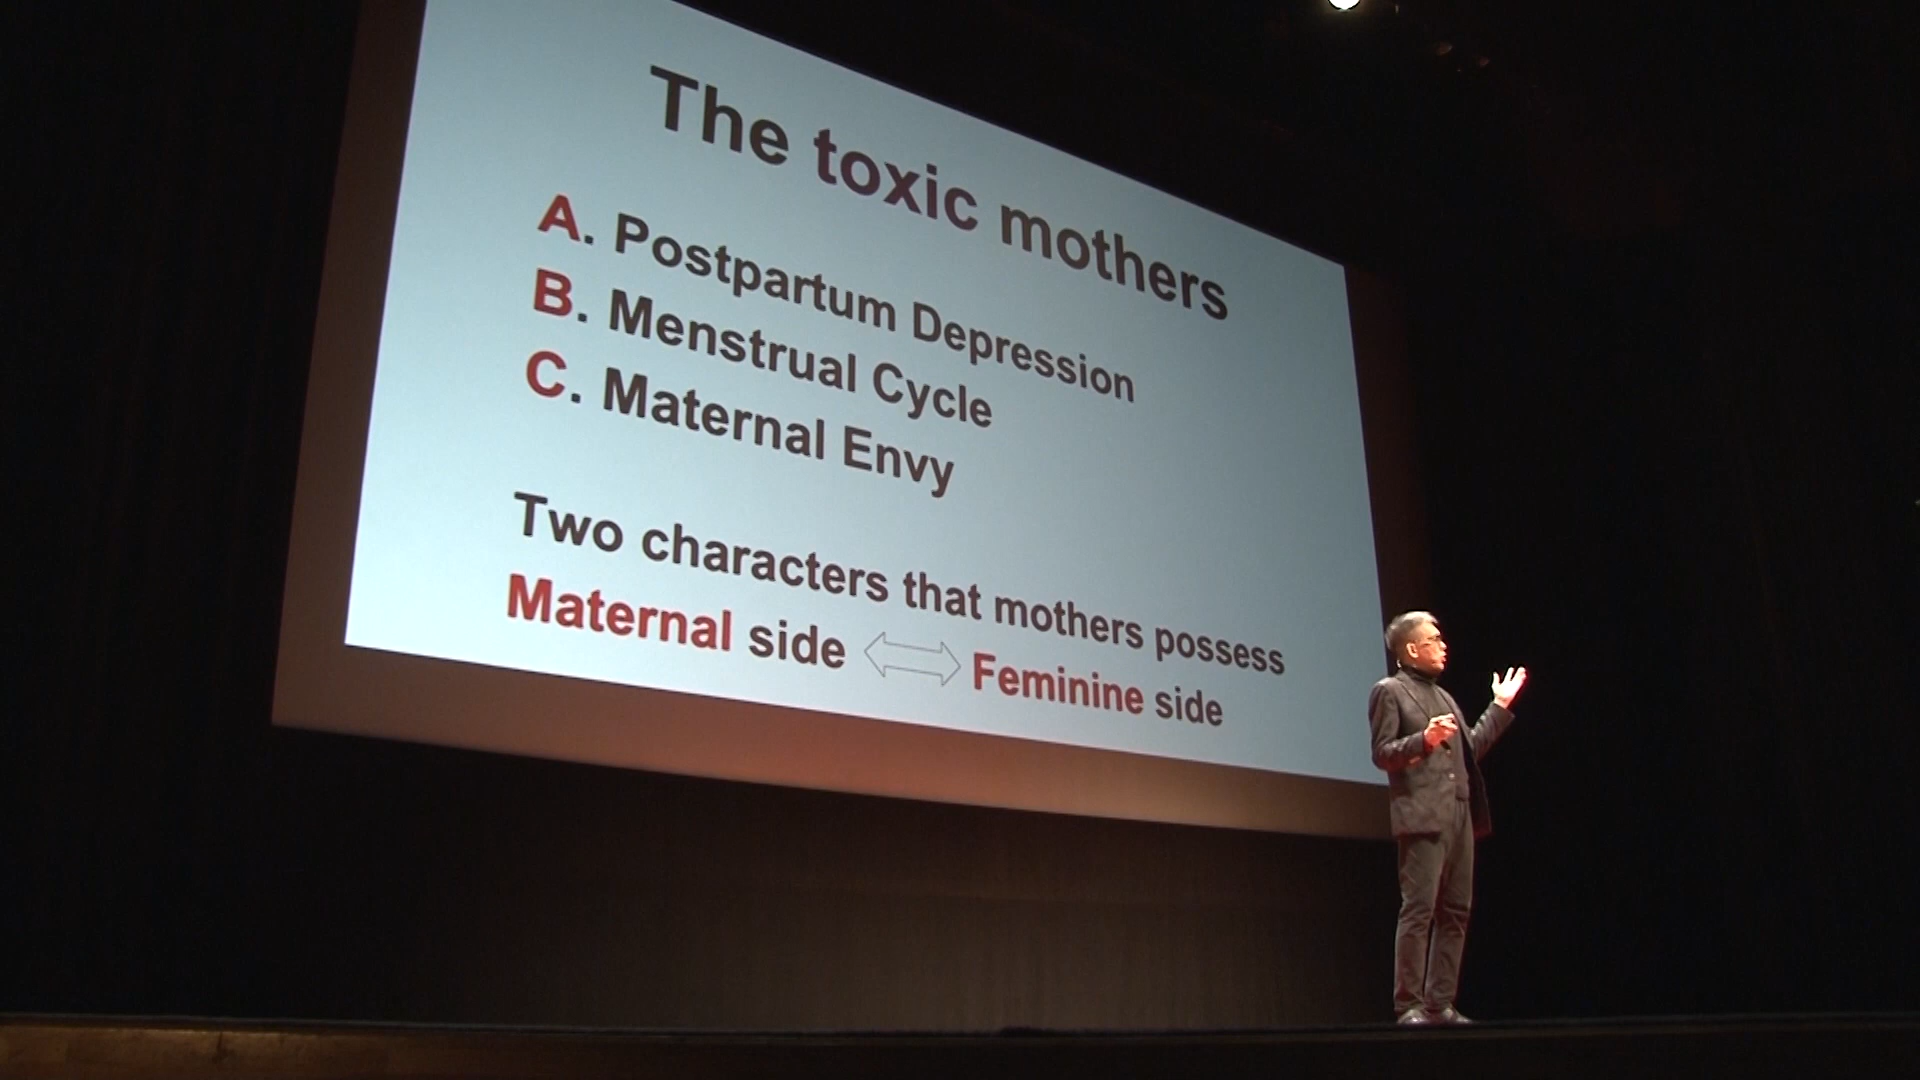 The toxic mothers
A. Postpartum Depression
B. Menstrual Cycle
C. Maternal Envy
Two characters that mothers possess
Maternal side Feminine side